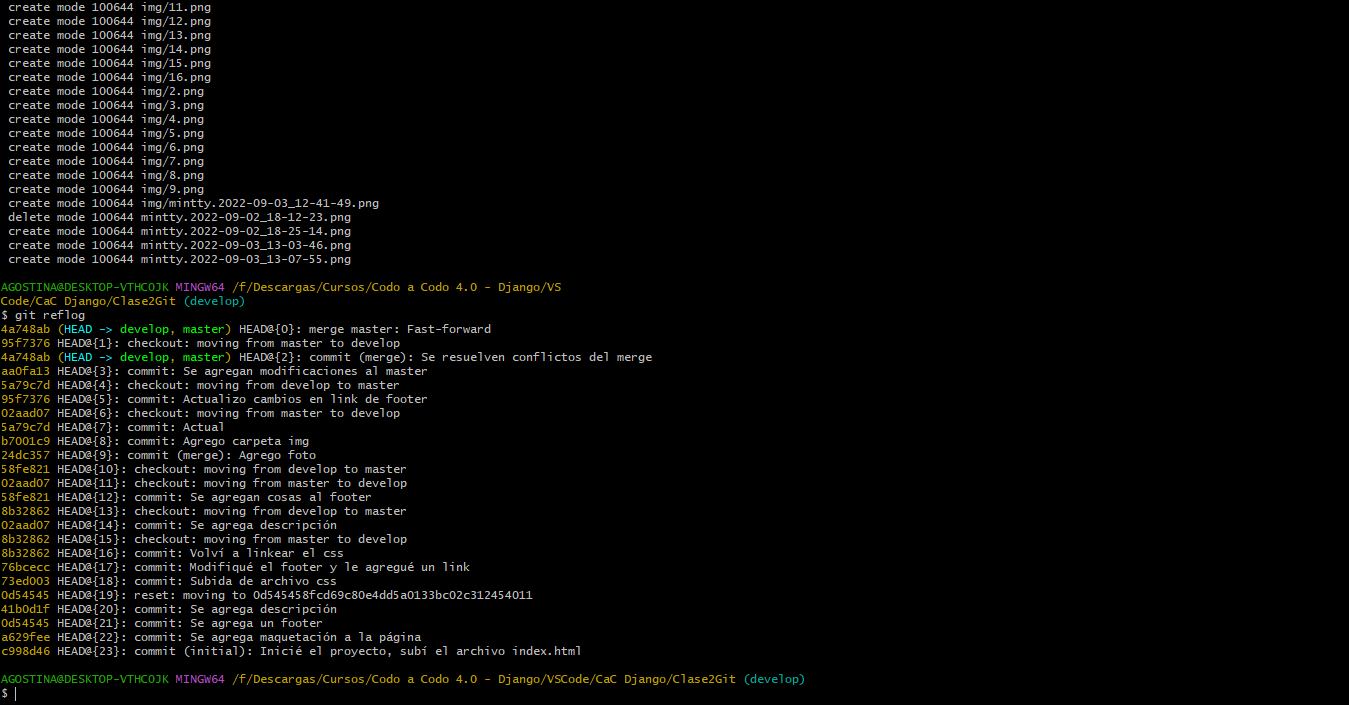 create mode 100644 img/11.png
create mode 100644 img/12.png
create mode 100644 img/13.png
create mode 100644 img/14.png
create mode 100644 img/15.png
create mode 100644 img/16.png
create mode 100644 img/2.png
create mode 100644 img/3.png
create mode 100644 img/4.png
create mode 100644 img/5.png
create mode 100644 img/6.png
create mode 100644 img/7.png
create mode 100644 img/8.png
create mode 100644 img/9.png
create mode 100644 img/mintty.2022-09-03_12-41-49.png
delete mode 100644 mintty.2022-09-02_18-12-23.png
create mode 100644 mintty.2022-09-02_18-25-14.png
create mode 100644 mintty.2022-09-03_13-03-46.png
create mode 100644 mintty.2022-09-03_13-07-55.png
AGOSTINA@DESKTOP-VTHCOJK MINGW64 /f/Descargas/Cursos/Codo a Codo 4.0 - Django/VS
Code/CaC Django/Clase2Git (develop)
$ git reflog
4a748ab (HEAD -> develop, master) HEAD@{0}: merge master: Fast-forward
95f7376 HEAD@{1}: checkout: moving from master to develop
4a748ab (HEAD -> develop, master) HEAD@{2}: commit (merge): Se resuelven conflictos del merge
aa0fa13 HEAD@{3}: commit: Se agregan modificaciones al master
5a79c7d HEAD@{4}: checkout: moving from develop to master
95f7376 HEAD@{5}: commit: Actualizo cambios en link de footer
02aad07 HEAD@{6}: checkout: moving from master to develop
5a79c7d HEAD@{7}: commit: Actual
b7001c9 HEAD@{8}: commit: Agrego carpeta img
24dc357 HEAD@{9}: commit (merge): Agrego foto
58fe821 HEAD@{10}: checkout: moving from develop to master
02aad07 HEAD@{11}: checkout: moving from master to develop
58fe821 HEAD@{12}: commit: Se agregan cosas al footer
8b32862 HEAD@{13}: checkout: moving from develop to master
02aad07 HEAD@{14}: commit: Se agrega descripción
8b32862 HEAD@{15}: checkout: moving from master to develop
8b32862 HEAD@{16}: commit: Volví a linkear el css
76bcecc HEAD@{17}: commit: Modifiqué el footer y le agregué un link
73ed003 HEAD@{18}: commit: Subida de archivo css
0d54545 HEAD@{19}: reset: moving to 0d545458fcd69c80e4dd5a0133bc02c312454011
41b0d1f HEAD@{20}: commit: Se agrega descripción
0d54545 HEAD@{21}: commit: Se agrega un footer
a629fee HEAD@{22}: commit: Se agrega maquetación a la página
c998d46 HEAD@{23}: commit (initial): Inicié el proyecto, subí el archivo index.html
AGOSTINA@DESKTOP-VTHCOJK MINGW64 /f/Descargas/Cursos/Codo a Codo 4.0 - Django/VSCode/CaC Django/Clase2Git (develop)
$